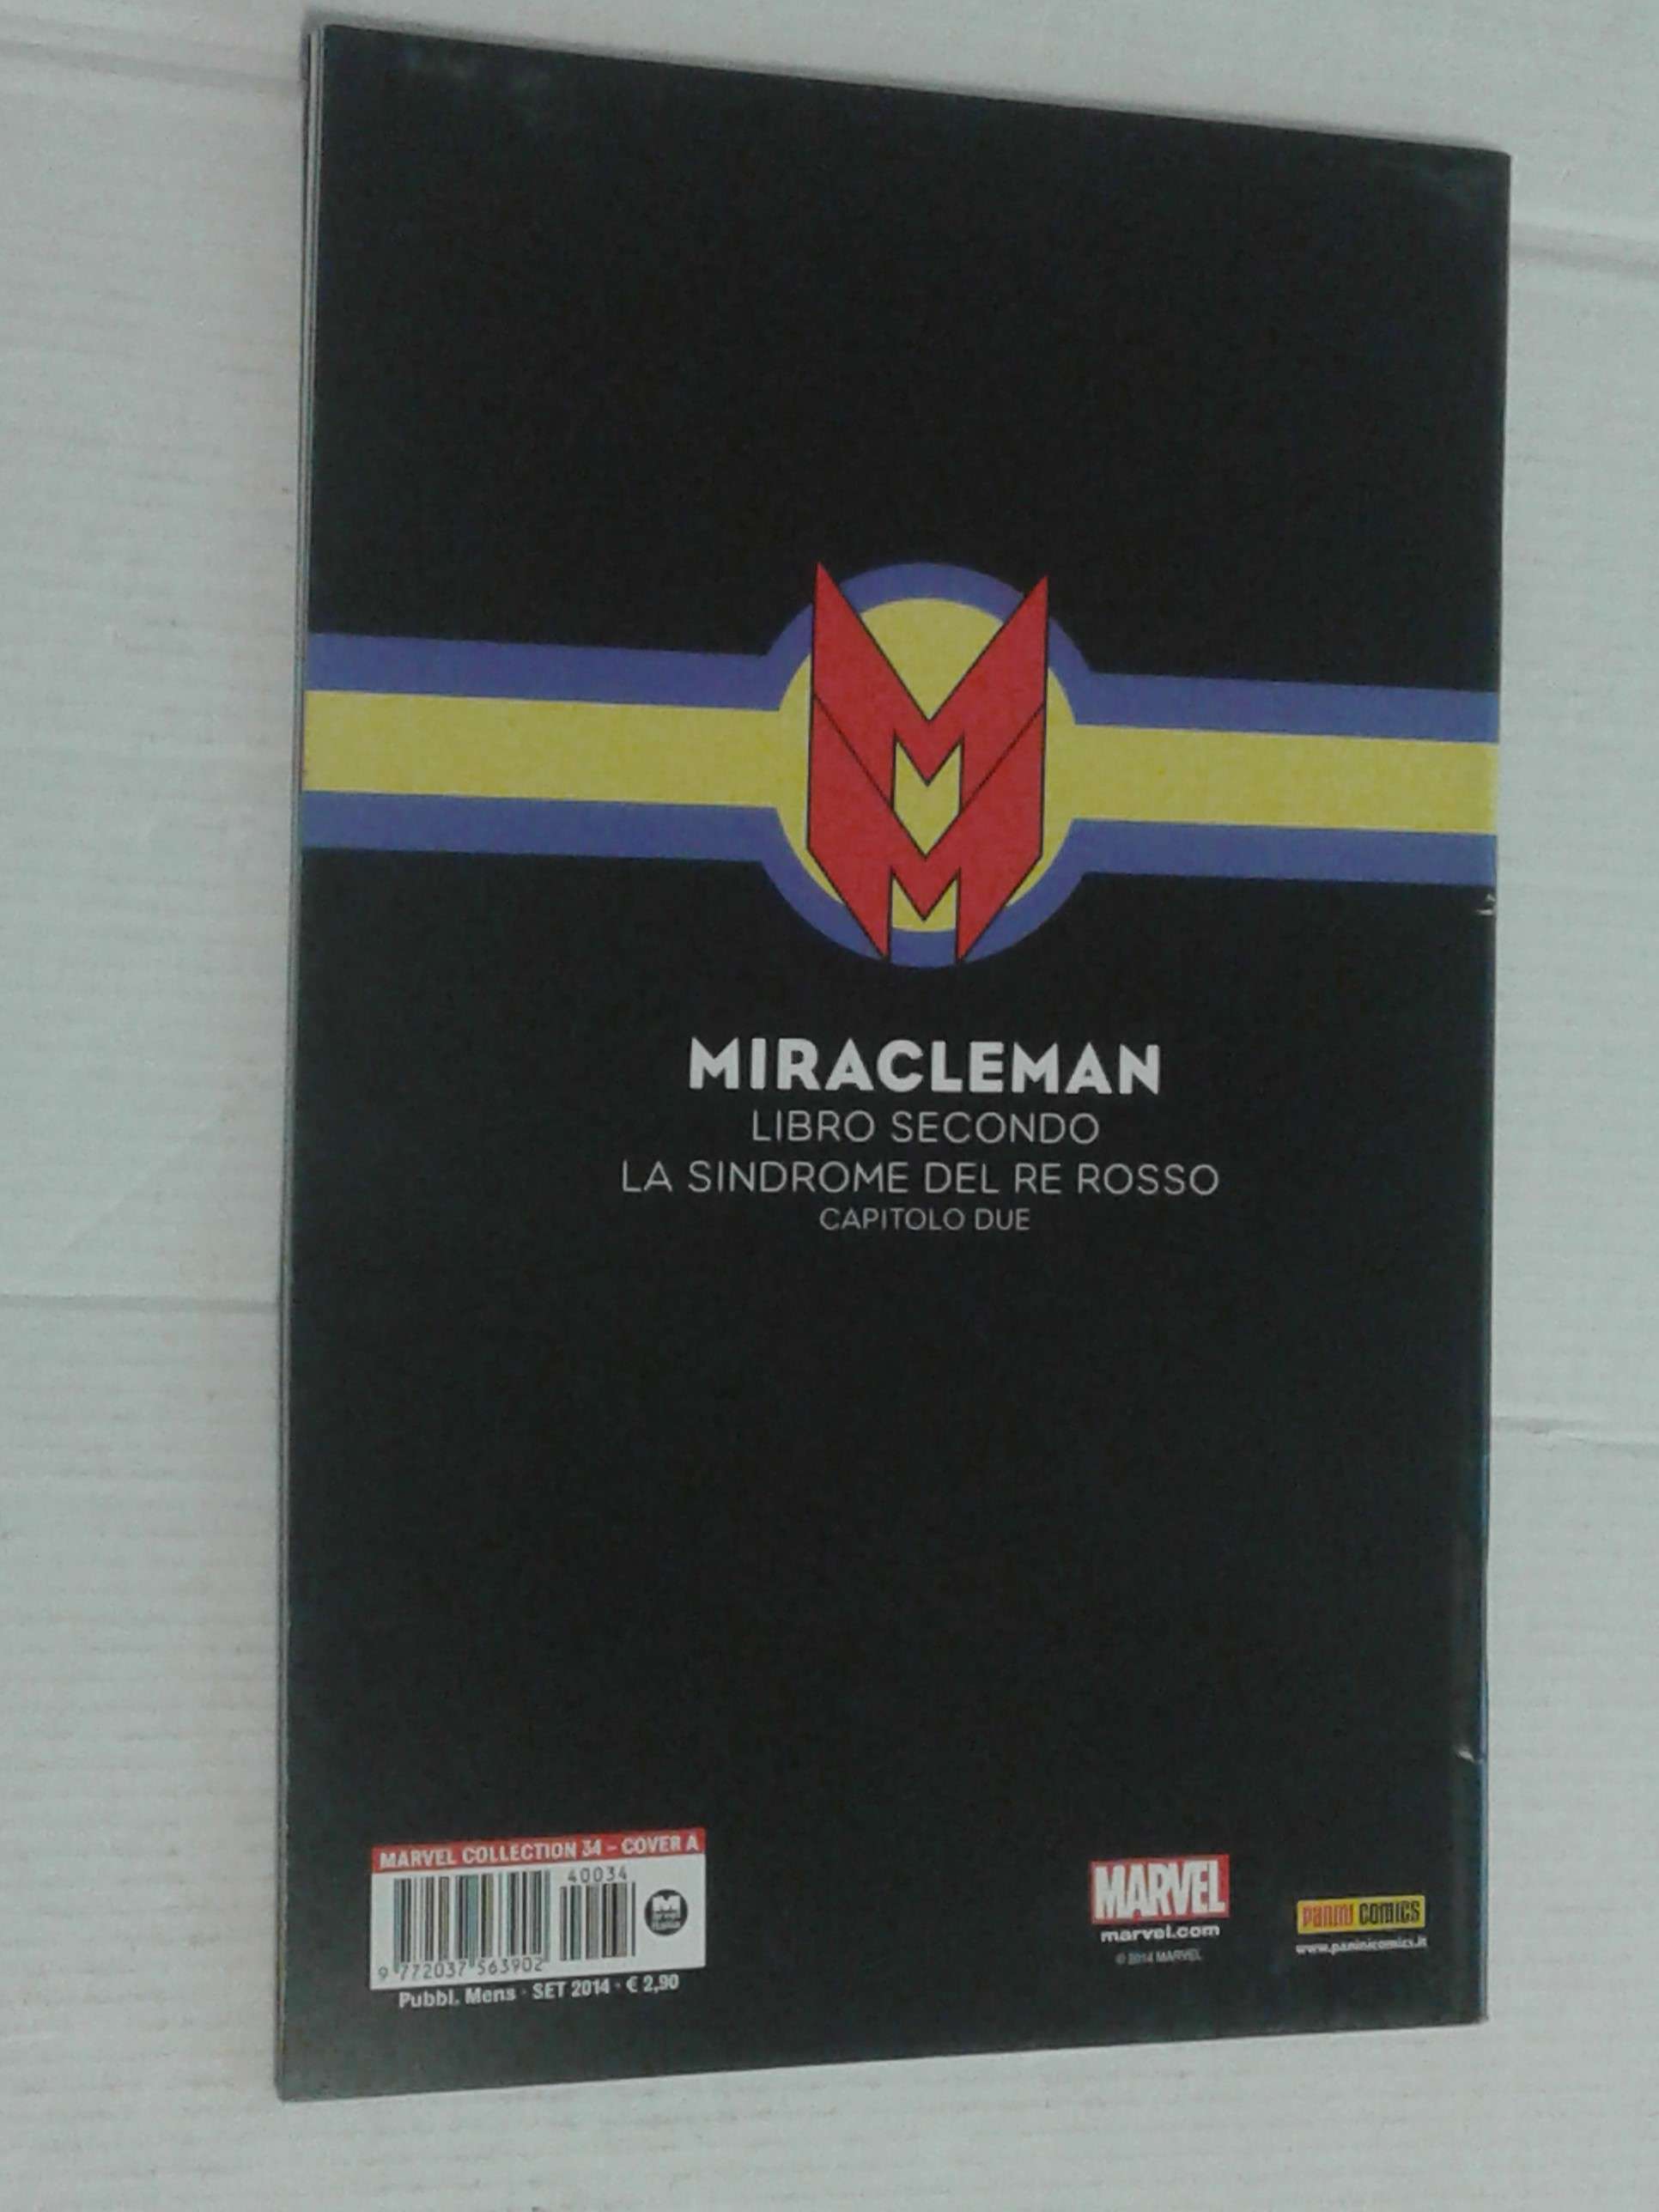 MIRACLEMAN
LIBRO SECONDO
LA SINDROME DEL RE ROSSO
CAPITOLO DUE
MARVEL COLLECTION 34 - COVER A
40034
9 772037 563902
Pubbl. Mens · SET 2014 · € 2,90
MARVEL
marvel.com
© 2014 MARVEL
PANINI COMICS
www.paninicomics.it